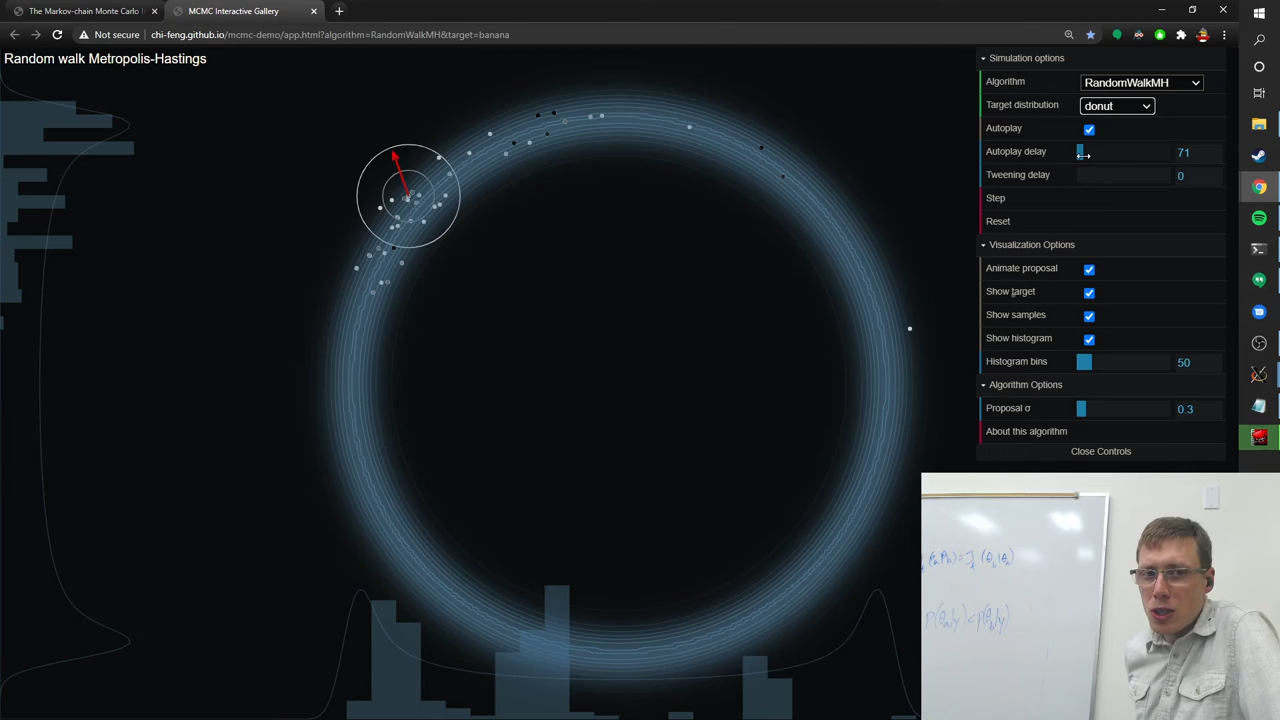 The Markov-chain Monte Carlo
MCMC Interactive Gallery
Not secure
chi-feng.github.io/mcmc-demo/app.html?algorithm=RandomWalkMH&target=banana
Random walk Metropolis-Hastings
Simulation options
Algorithm RandomWalkMH
Target distribution donut
Autoplay
Autoplay delay 71
Tweening delay 0
Step
Reset
Visualization Options
Animate proposal
Show target
Show samples
Show histogram
Histogram bins 50
Algorithm Options
Proposal σ 0.3
About this algorithm
Close Controls